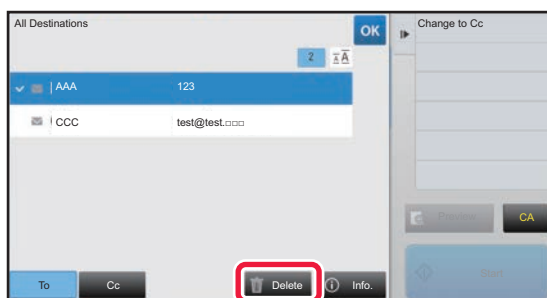 All Destinations
OK
Change to Cc
2
AA
AAA 123
CCC test@test.□□□
Preview
CA
To
Cc
Delete
Info.
Start